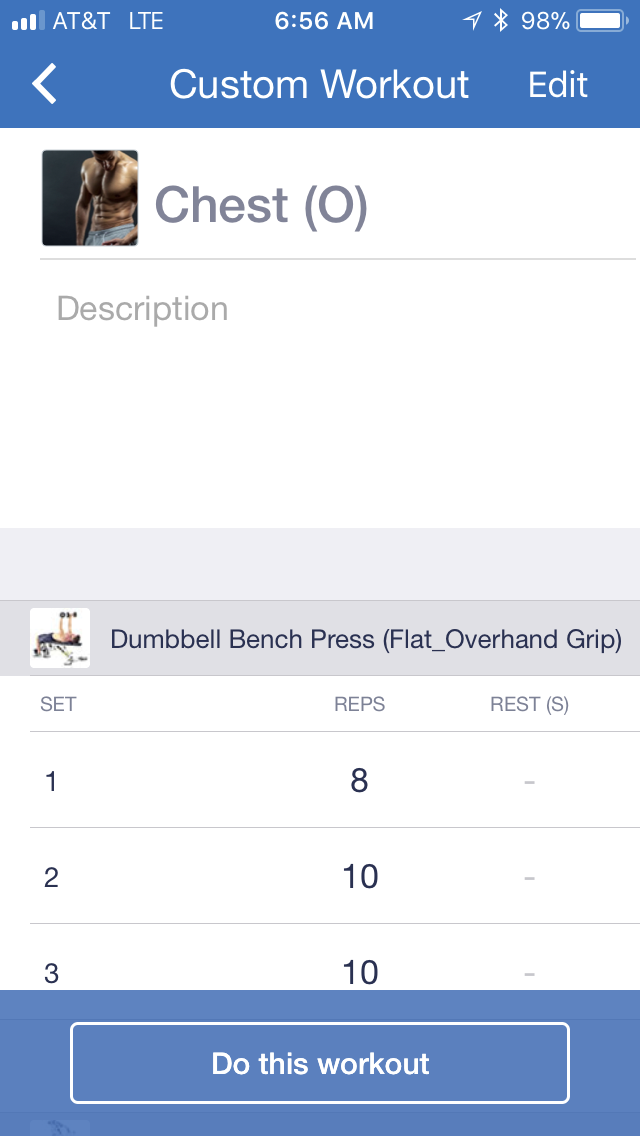 AT&T LTE 6:56 AM 98%
Custom Workout Edit
Chest (O)
Description
Dumbbell Bench Press (Flat_Overhand Grip)
SET REPS REST (S)
1 8 -
2 10 -
3 10 -
Do this workout